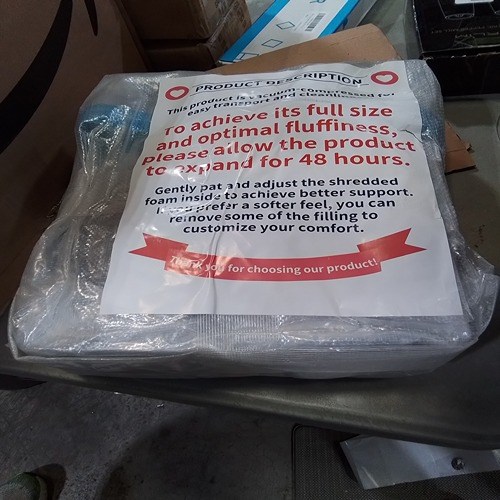 PRODUCT DESCRIPTION
This product is vacuum-compressed for
easy transport and cleanliness.
To achieve its full size
and optimal fluffiness,
please allow the product
to expand for 48 hours.
Gently pat and adjust the shredded
foam inside to achieve better support.
prefer a softer feel, you can
remove some of the filling to
customize your comfort.
Thank you for choosing our product!